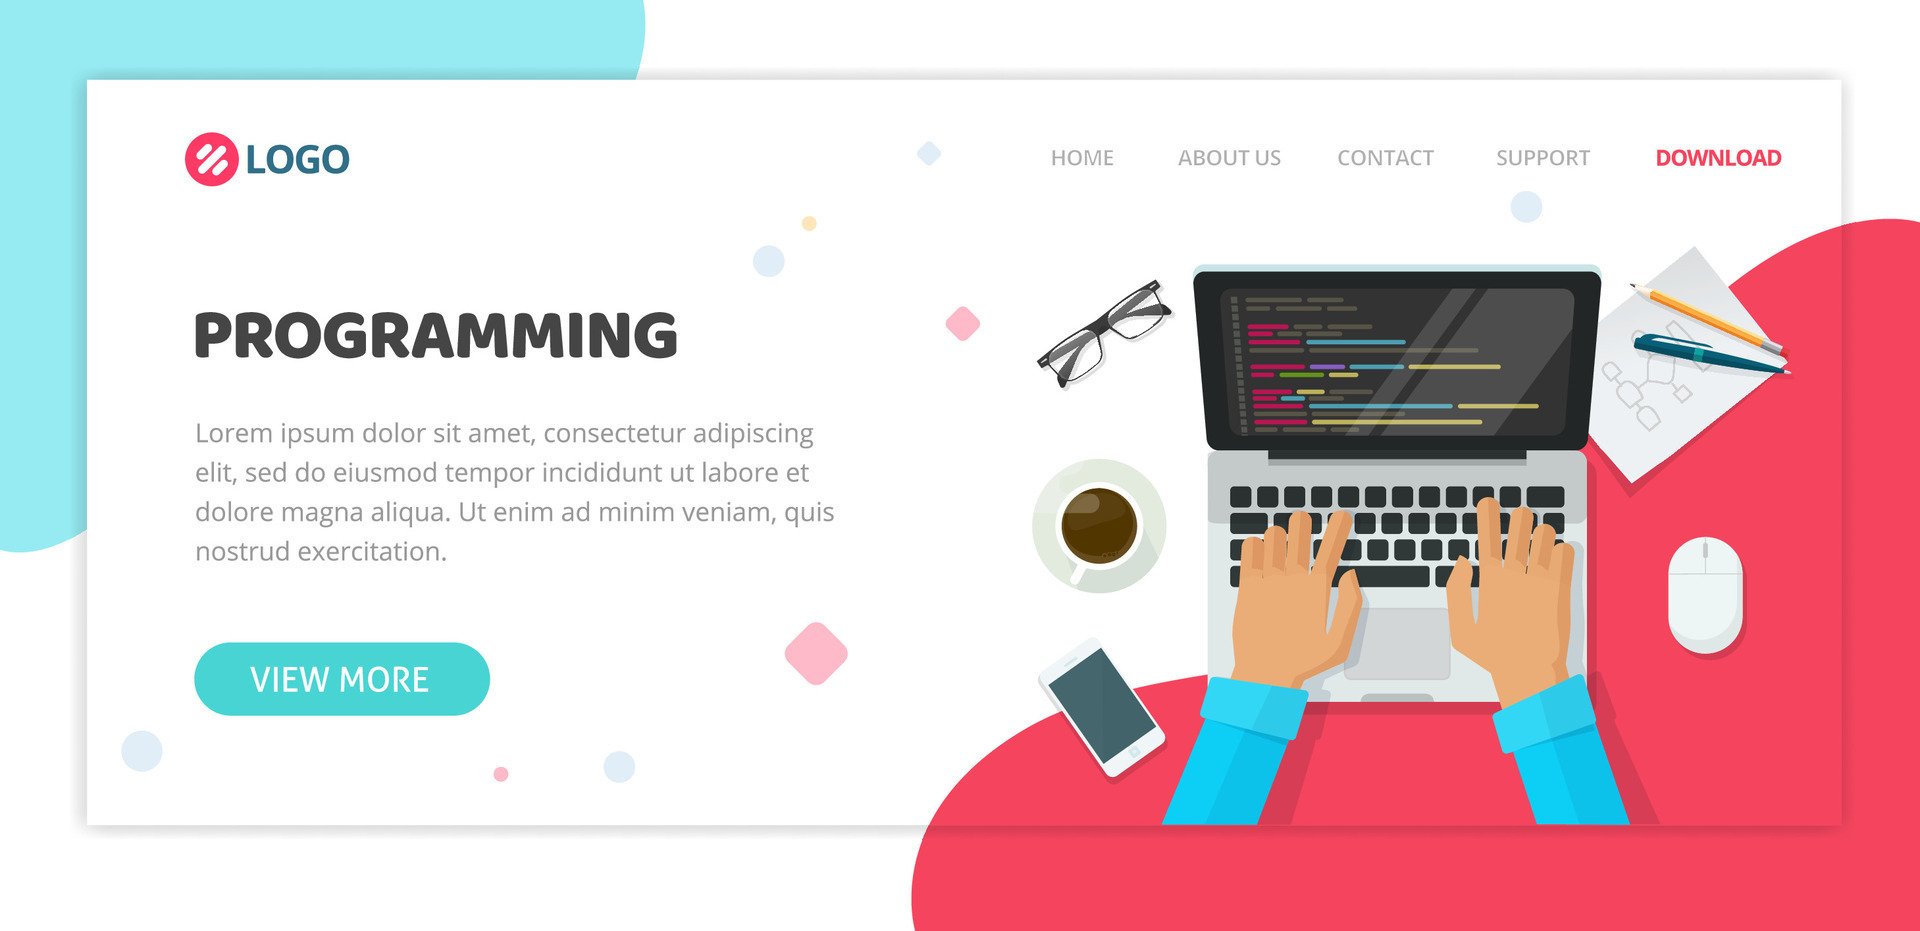 LOGO
HOME ABOUT US CONTACT SUPPORT DOWNLOAD
PROGRAMMING
Lorem ipsum dolor sit amet, consectetur adipiscing
elit, sed do eiusmod tempor incididunt ut labore et
dolore magna aliqua. Ut enim ad minim veniam, quis
nostrud exercitation.
VIEW MORE